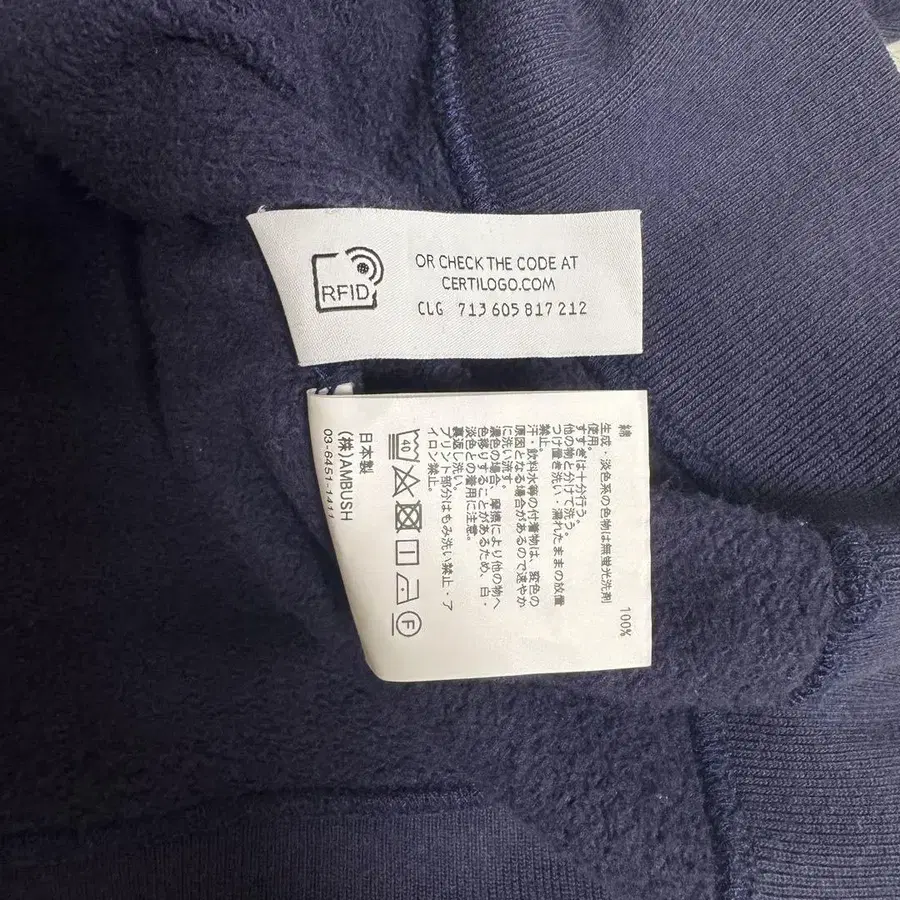 RFID
OR CHECK THE CODE AT
CERTILOGO.COM
CLG 713 605 817 212
綿 100%
生成・淡色系の色物は無蛍光洗剤
使用。
すすぎは十分行う。
他の物と分けて洗う。
つけ置き洗い・濡れたままの放置
禁止。
汗・飲料水等の付着物は、変色の
原因となる場合があるので速やか
に洗い流す。
濃色の場合、摩擦により他の物へ
色移りすることがあるため、白・
淡色との着用に注意。
裏返し洗い。
プリント部分はもみ洗い禁止・ア
イロン禁止。
40
F
日本製
(株)AMBUSH
03-6451-1411